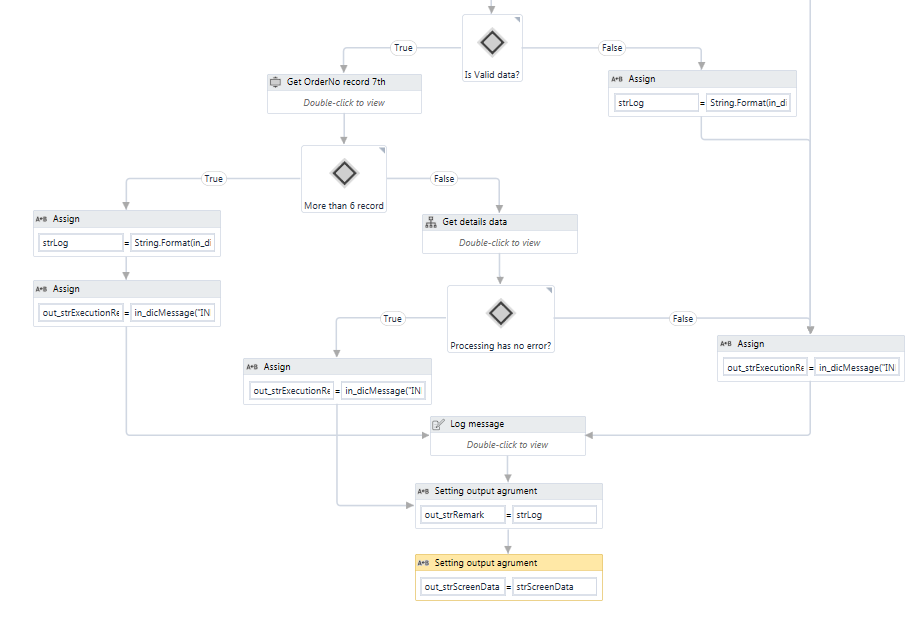 Is Valid data?
True
False
Get OrderNo record 7th
Double-click to view
A+B Assign
strLog = String.Format(in_di
More than 6 record
True
False
A+B Assign
strLog = String.Format(in_di
A+B Assign
out_strExecutionRe = in_dicMessage("IN
Get details data
Double-click to view
Processing has no error?
True
False
A+B Assign
out_strExecutionRe = in_dicMessage("IN
A+B Assign
out_strExecutionRe = in_dicMessage("IN
Log message
Double-click to view
A+B Setting output agrument
out_strRemark = strLog
A+B Setting output agrument
out_strScreenData = strScreenData